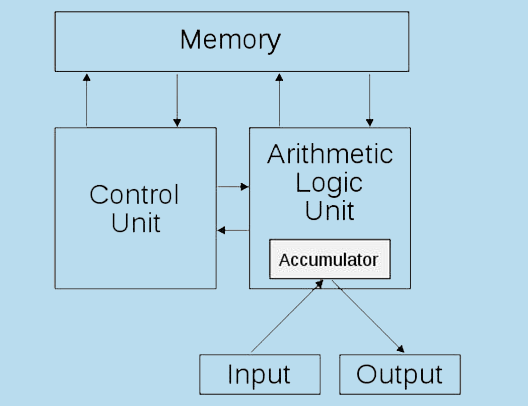 Memory
Control
Unit
Arithmetic
Logic
Unit
Accumulator
Input
Output